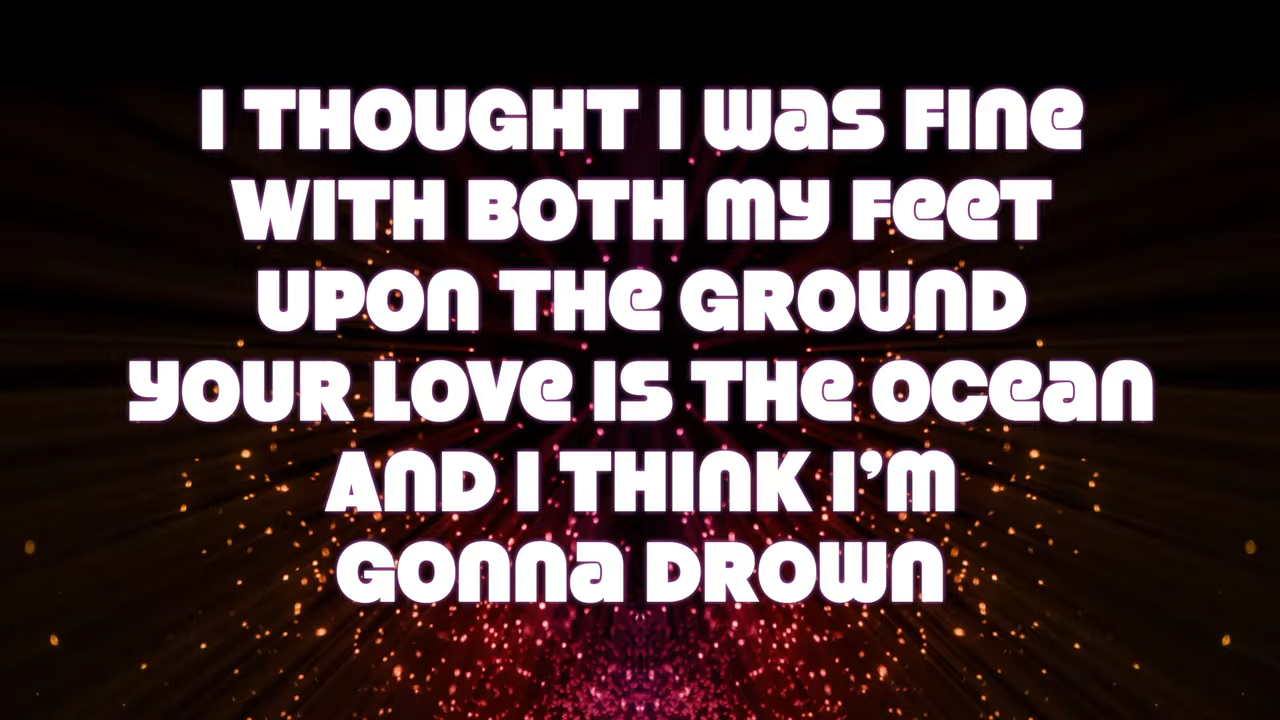 I THOUGHT I WAS FINE
WITH BOTH MY FEET
UPON THE GROUND
YOUR LOVE IS THE OCEAN
AND I THINK I'M
GONNA DROWN